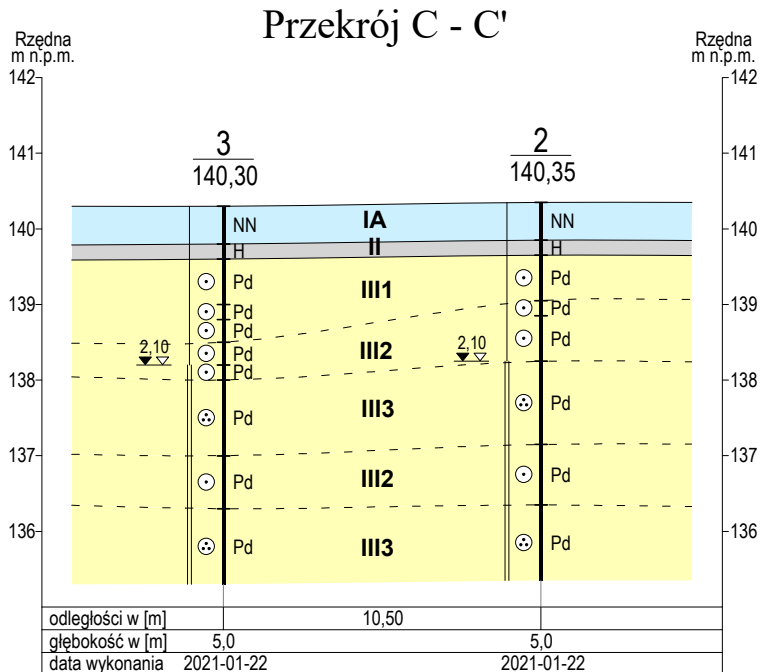 Przekrój C - C'
Rzędna
m n.p.m.
Rzędna
m n.p.m.
142
142
141
141
3
140,30
2
140,35
140
140
NN
IA
NN
H
II
H
Pd
III1
Pd
139
139
Pd
Pd
Pd
2,10
Pd
III2
2,10
Pd
138
Pd
138
Pd
III3
Pd
137
137
Pd
III2
Pd
136
136
Pd
III3
Pd
odległości w [m]
10,50
głębokość w [m]
5,0
5,0
data wykonania
2021-01-22
2021-01-22